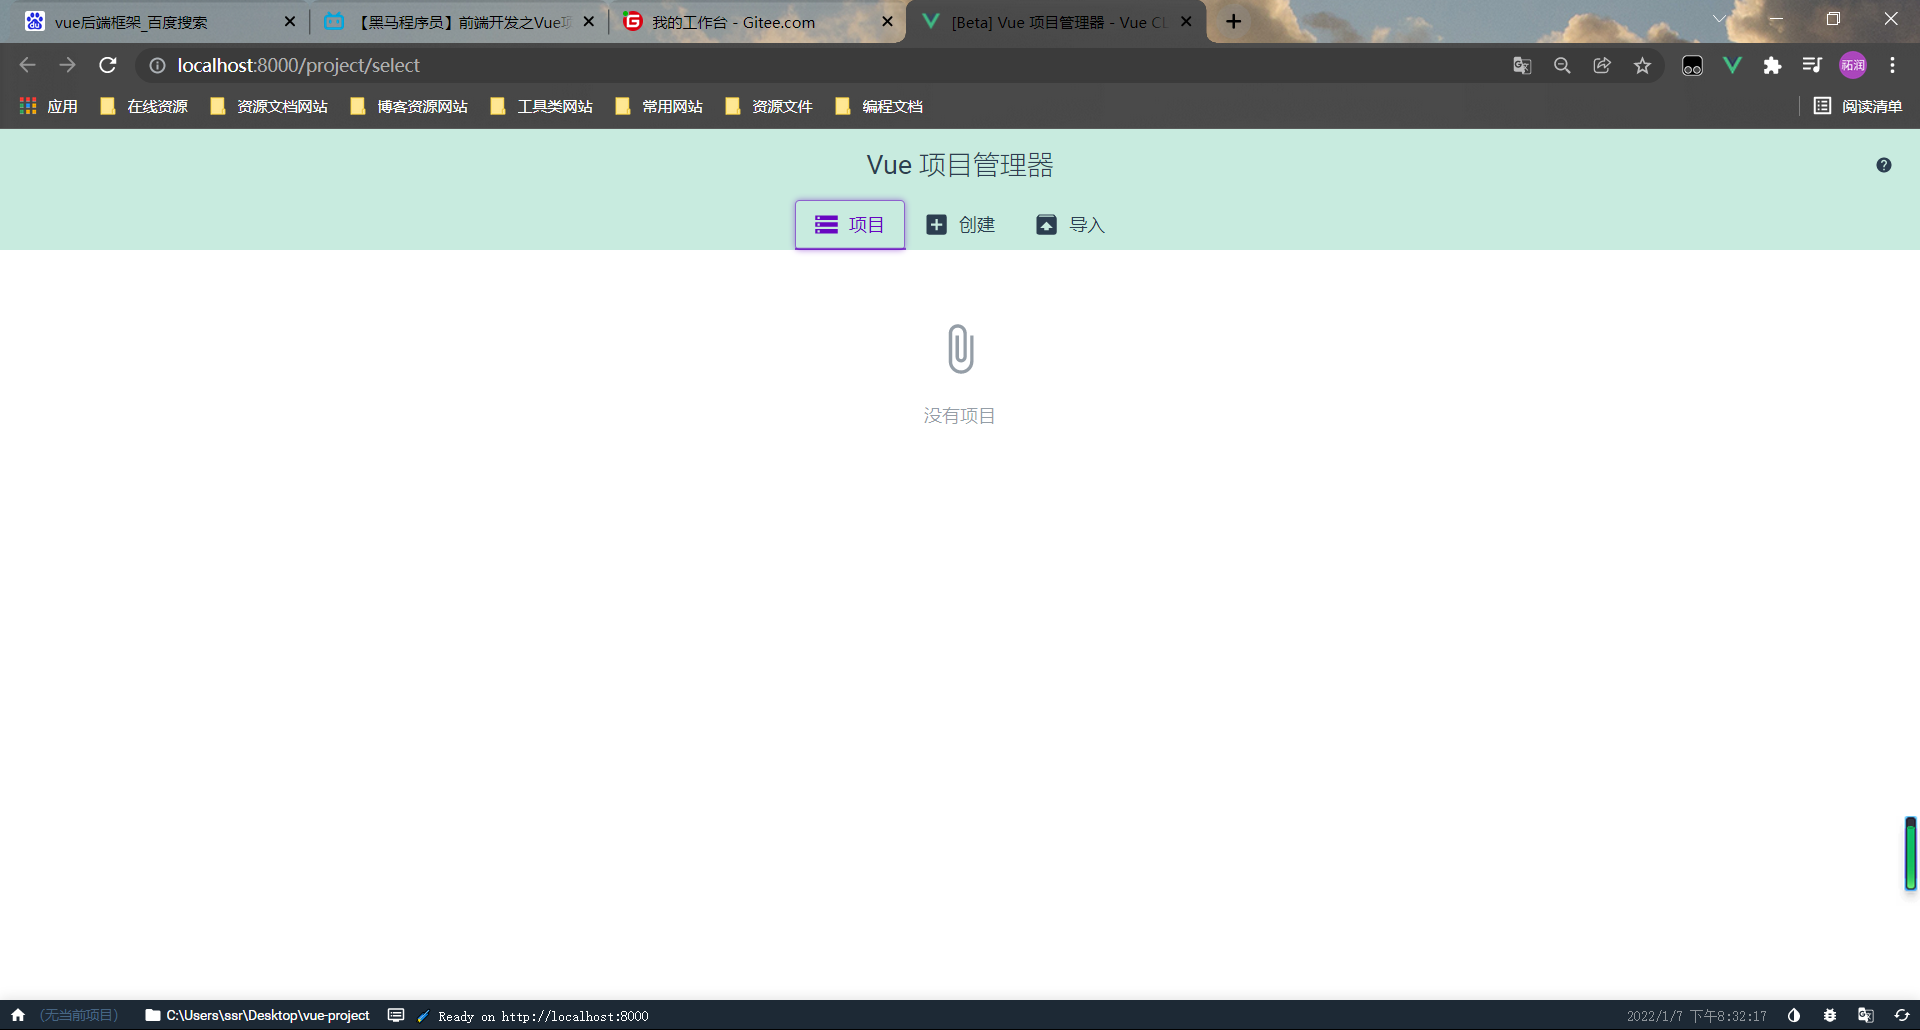 vue后端框架_百度搜索
【黑马程序员】前端开发之Vue项
我的工作台 - Gitee.com
[Beta] Vue 项目管理器 - Vue CL
localhost:8000/project/select
柘润
应用
在线资源
资源文档网站
博客资源网站
工具类网站
常用网站
资源文件
编程文档
阅读清单
Vue 项目管理器
项目
创建
导入
没有项目
(无当前项目)
C:\Users\ssr\Desktop\vue-project
Ready on http://localhost:8000
2022/1/7 下午8:32:17